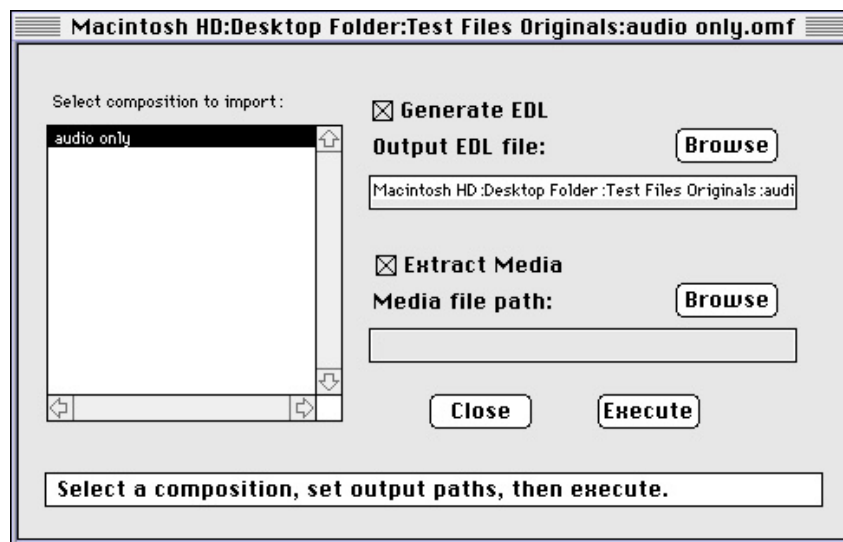 Macintosh HD:Desktop Folder:Test Files Originals:audio only.omf
Select composition to import:
audio only
Generate EDL
Output EDL file:
Browse
Macintosh HD:Desktop Folder:Test Files Originals:audi
Extract Media
Media file path:
Browse
Close
Execute
Select a composition, set output paths, then execute.